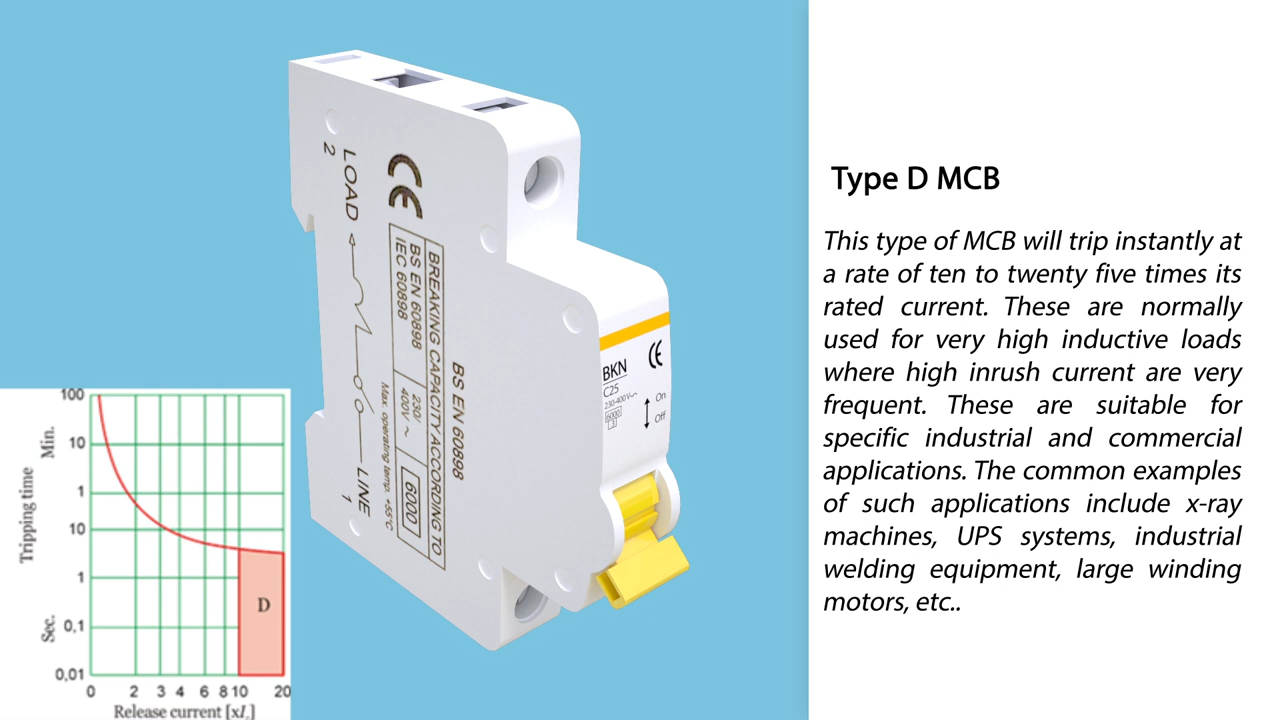 Type D MCB
This type of MCB will trip instantly at
a rate of ten to twenty five times its
rated current. These are normally
used for very high inductive loads
where high inrush current are very
frequent. These are suitable for
specific industrial and commercial
applications. The common examples
of such applications include x-ray
machines, UPS systems, industrial
welding equipment, large winding
motors, etc..
LOAD
2
CE
BREAKING CAPACITY ACCORDING TO
BS EN 60898
IEC 60898
230/
400V ~
6000
Max. operating temp. +55°C
BS EN 60898
LINE
1
CE
BKN
C25
230-400V~
6000
3
On
Off
Tripping time
Min.
Sec.
100
10
1
10
1
0,1
0,01
D
0 2 3 4 6 8 10 20
Release current [xIₙ]